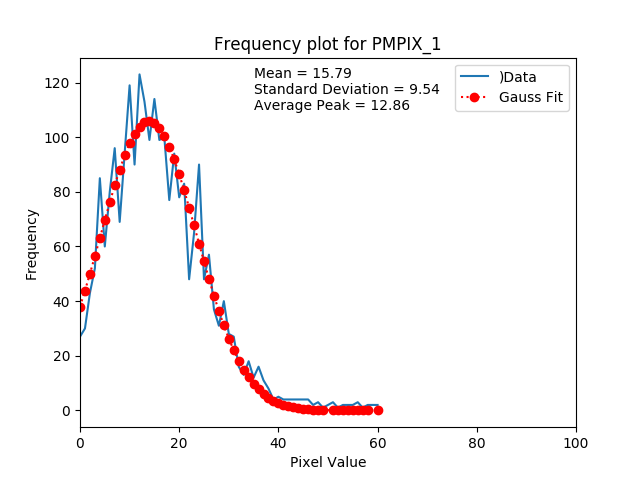 Frequency plot for PMPIX_1
Mean = 15.79
Standard Deviation = 9.54
Average Peak = 12.86
)Data
Gauss Fit
Frequency
120
100
80
60
40
20
0
0 20 40 60 80 100
Pixel Value